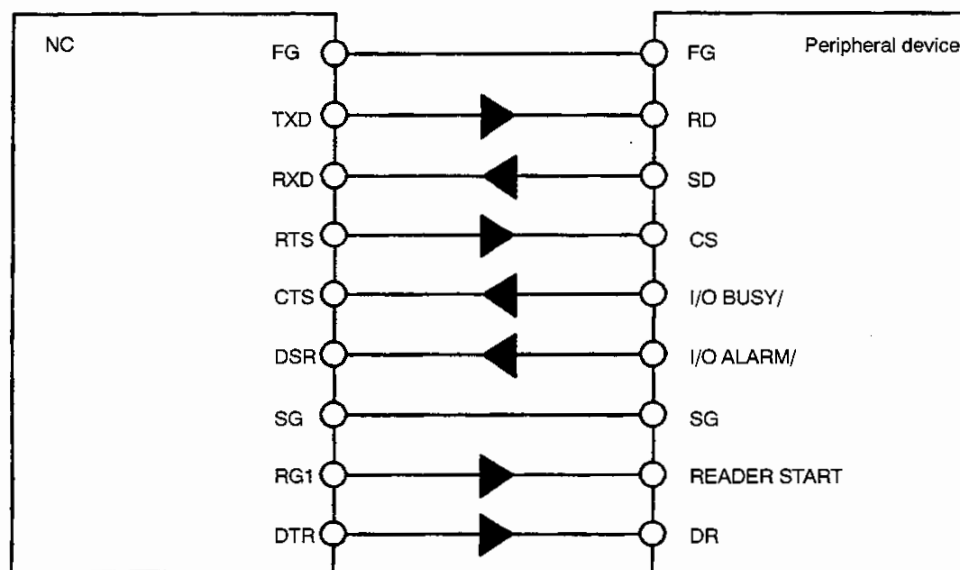 NC
Peripheral device
FG
FG
TXD
RD
RXD
SD
RTS
CS
CTS
I/O BUSY/
DSR
I/O ALARM/
SG
SG
RG1
READER START
DTR
DR